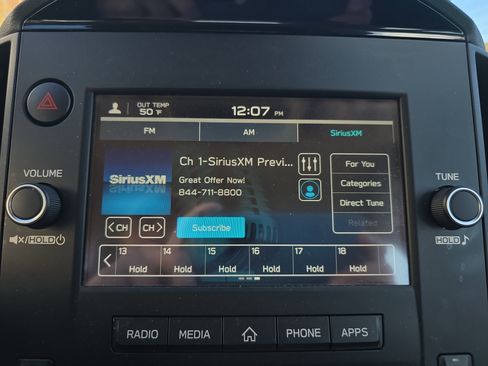 OUT TEMP
50 °F
12:07 PM
FM
AM
SiriusXM
VOLUME
TUNE
SiriusXM
Ch 1-SiriusXM Previ...
Great Offer Now!
844-711-8800
For You
Categories
Direct Tune
Related
< CH
CH >
Subscribe
HOLD
HOLD
13
Hold
14
Hold
15
Hold
16
Hold
17
Hold
18
Hold
RADIO
MEDIA
PHONE
APPS